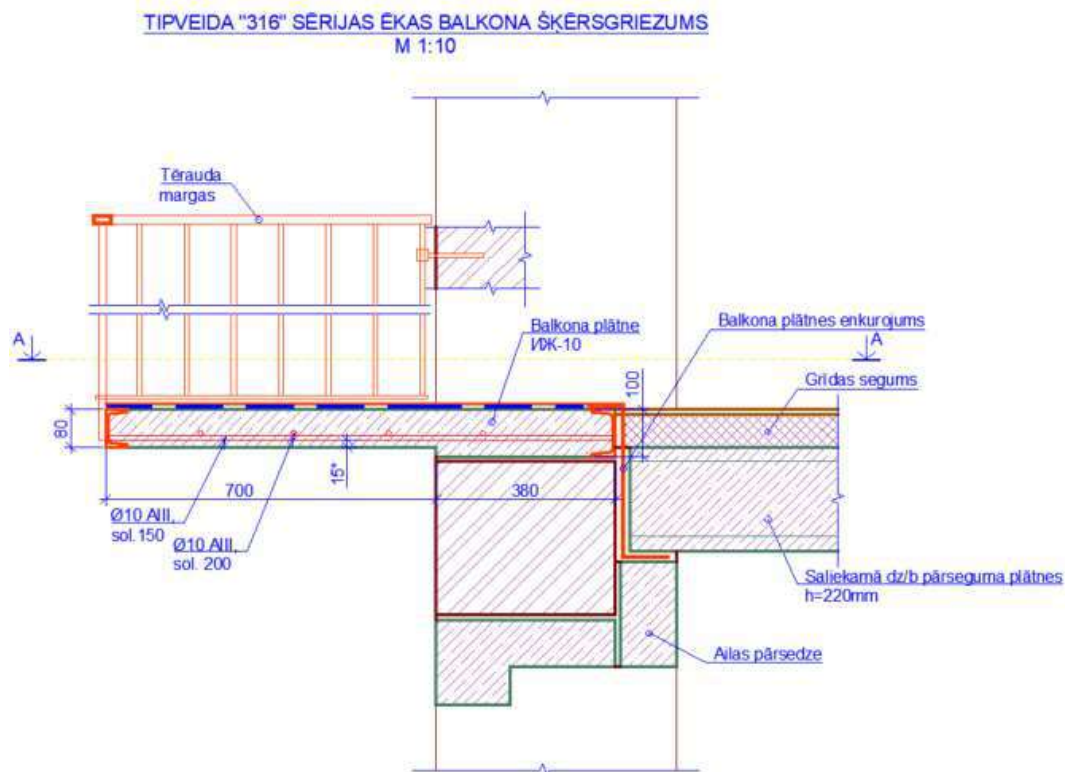 TIPVEIDA "316" SĒRIJAS ĒKAS BALKONA ŠĶĒRSGRIEZUMS
M 1:10
Tērauda
margas
Balkona plātne
ИЖ-10
Balkona plātnes enkurojums
A
A
Grīdas segums
100
80
15*
700
380
Ø10 AIII,
sol.150
Ø10 AIII,
sol. 200
Saliekamā dz/b pārseguma plātnes
h=220mm
Ailas pārsedze